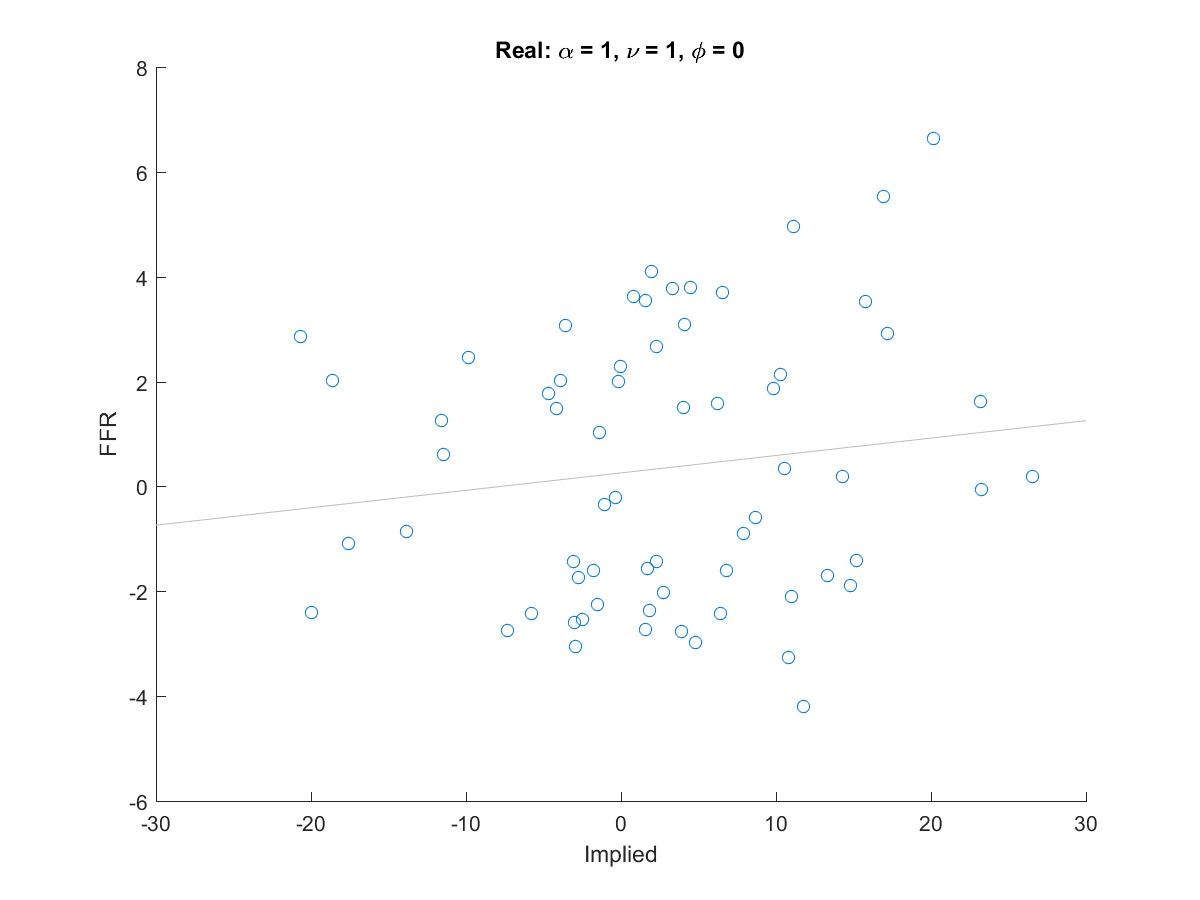 Real: α = 1, ν = 1, ϕ = 0
8
6
4
2
0
-2
-4
-6
FFR
-30 -20 -10 0 10 20 30
Implied